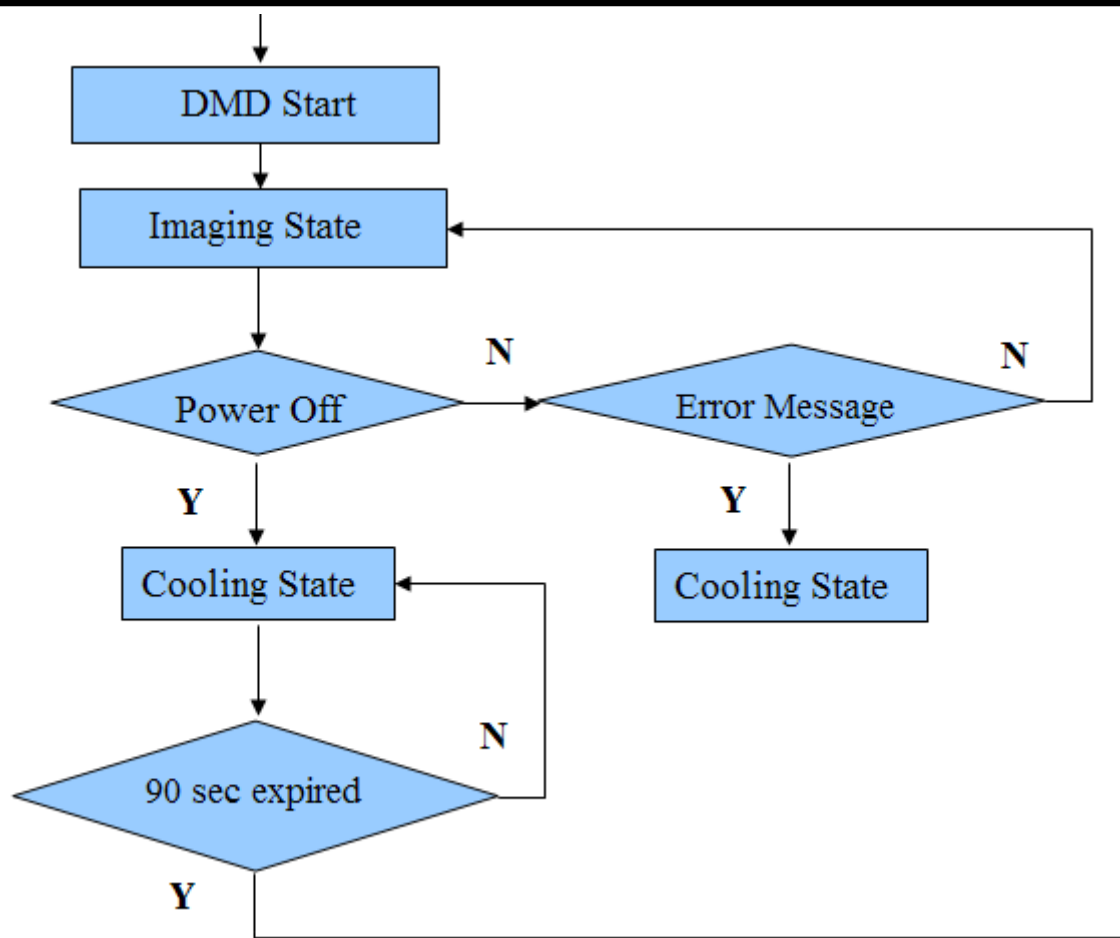 DMD Start
Imaging State
N
N
Power Off
Error Message
Y
Y
Cooling State
Cooling State
N
90 sec expired
Y